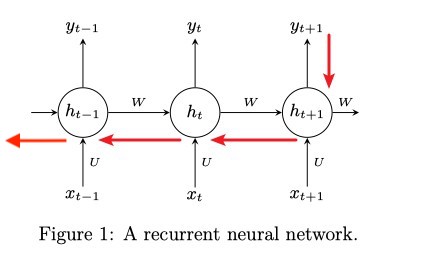 y_{t−1} y_t y_{t+1}
W W W
h_{t−1} h_t h_{t+1}
U U U
x_{t−1} x_t x_{t+1}
Figure 1: A recurrent neural network.